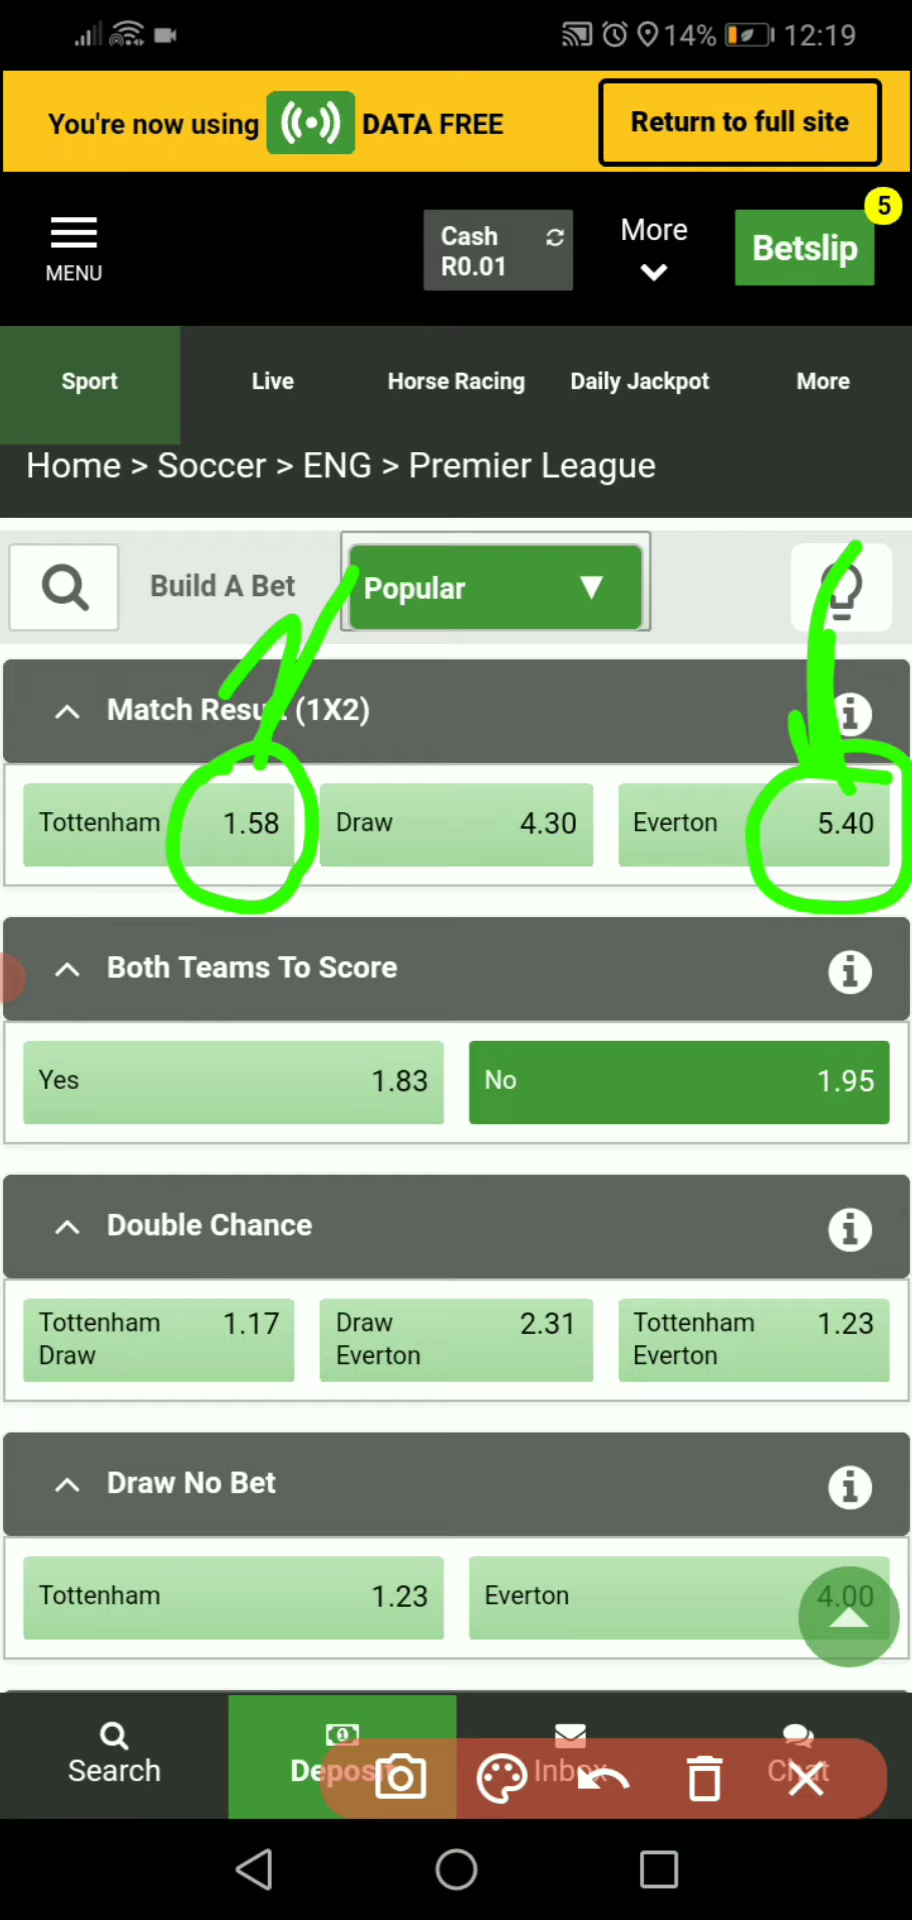 14% 12:19
You're now using DATA FREE Return to full site
MENU Cash R0.01 More Betslip 5
Sport Live Horse Racing Daily Jackpot More
Home > Soccer > ENG > Premier League
Build A Bet Popular
Match Result (1X2)
Tottenham 1.58 Draw 4.30 Everton 5.40
Both Teams To Score
Yes 1.83 No 1.95
Double Chance
Tottenham Draw 1.17 Draw Everton 2.31 Tottenham Everton 1.23
Draw No Bet
Tottenham 1.23 Everton 4.00
Search Deposit Inbox Chat